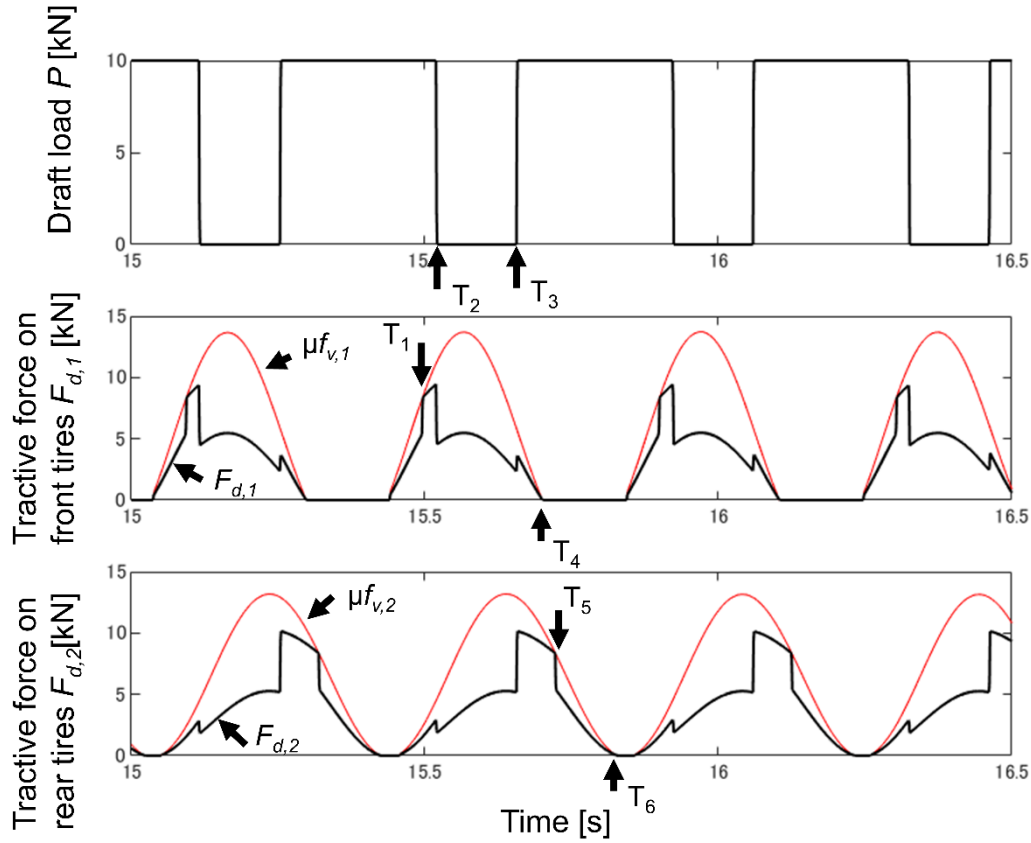 Draft load P [kN]
10
5
0
15
15.5
16
16.5
T2
T3
Tractive force on
front tires Fd,1 [kN]
15
10
5
0
μfv,1
T1
Fd,1
15
15.5
16
16.5
T4
Tractive force on
rear tires Fd,2[kN]
15
10
5
0
μfv,2
T5
Fd,2
15
15.5
16
16.5
T6
Time [s]